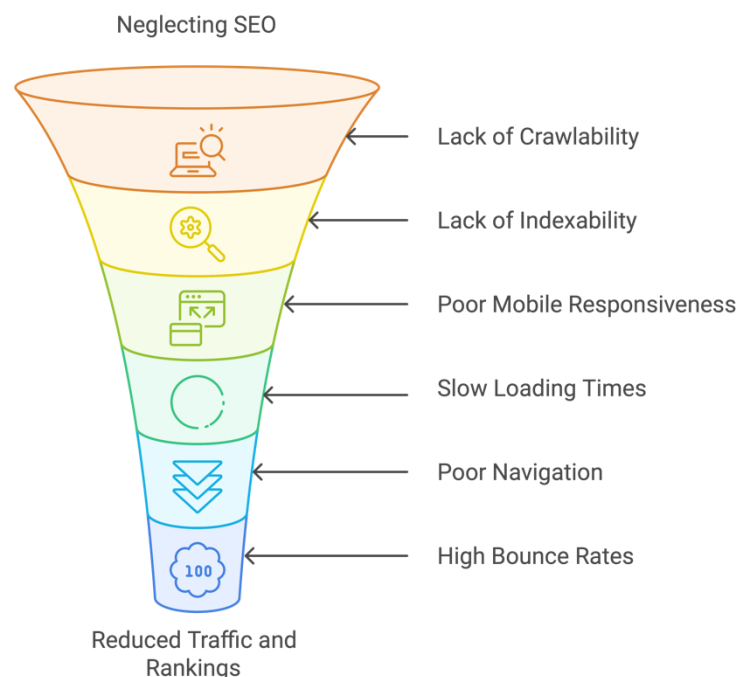 Neglecting SEO
Lack of Crawlability
Lack of Indexability
Poor Mobile Responsiveness
Slow Loading Times
Poor Navigation
100
High Bounce Rates
Reduced Traffic and
Rankings